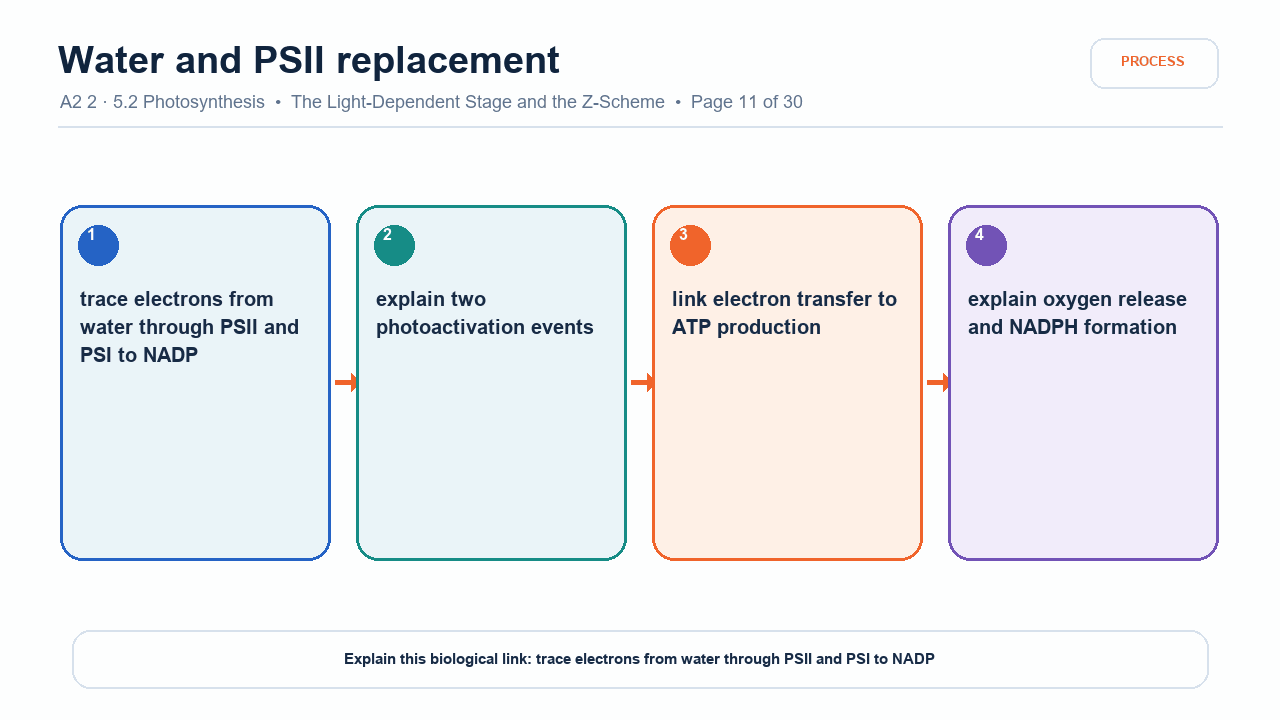 Water and PSII replacement
PROCESS
A2 2 · 5.2 Photosynthesis • The Light-Dependent Stage and the Z-Scheme • Page 11 of 30
1
trace electrons from
water through PSII and
PSI to NADP
2
explain two
photoactivation events
3
link electron transfer to
ATP production
4
explain oxygen release
and NADPH formation
Explain this biological link: trace electrons from water through PSII and PSI to NADP